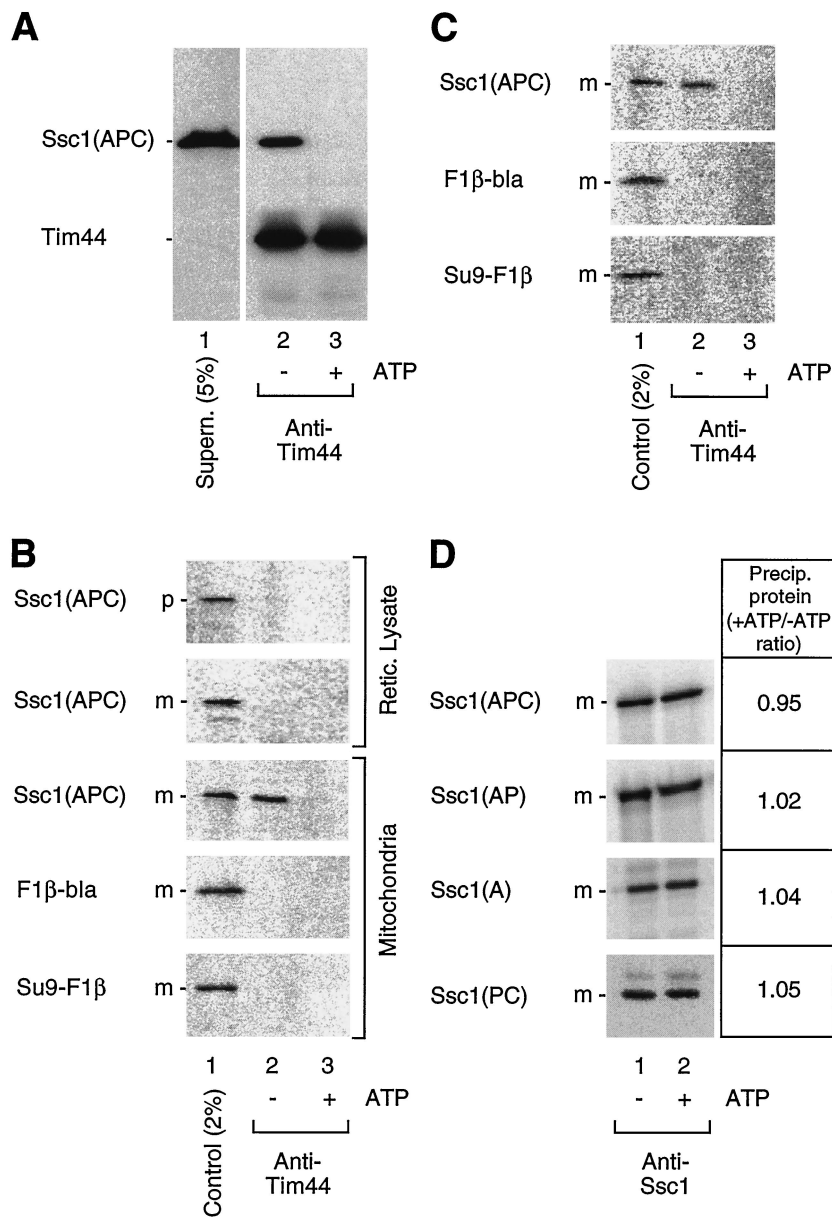 A
Ssc1(APC) -
Tim44 -
1 2 3
- + ATP
Supern. (5%)
Anti-
Tim44
C
Ssc1(APC) m -
F1β-bla m -
Su9-F1β m -
1 2 3
- + ATP
Control (2%)
Anti-
Tim44
B
Ssc1(APC) p -
Ssc1(APC) m -
Retic. Lysate
Ssc1(APC) m -
F1β-bla m -
Su9-F1β m -
Mitochondria
1 2 3
- + ATP
Control (2%)
Anti-
Tim44
D
Precip.
protein
(+ATP/-ATP
ratio)
Ssc1(APC) m - 0.95
Ssc1(AP) m - 1.02
Ssc1(A) m - 1.04
Ssc1(PC) m - 1.05
1 2
- + ATP
Anti-
Ssc1